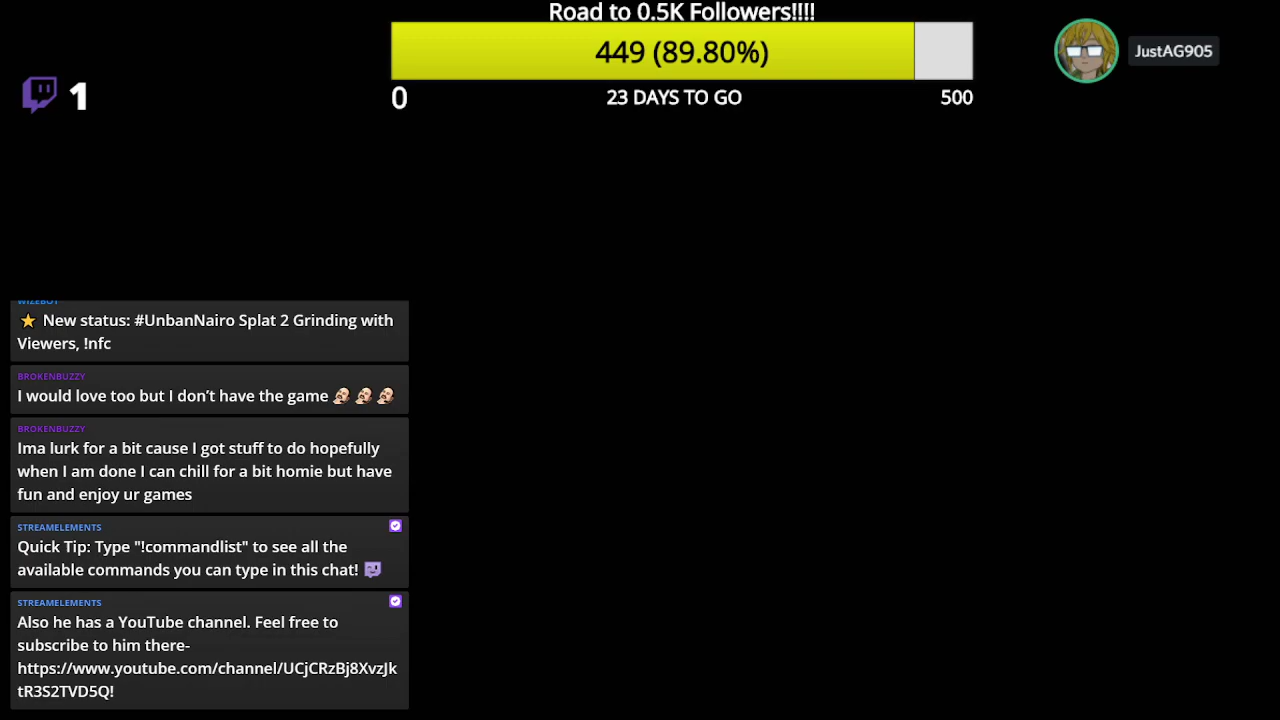 Road to 0.5K Followers!!!!
449 (89.80%)
JustAG905
1
0
23 DAYS TO GO
500
WIZEBOT
New status: #UnbanNairo Splat 2 Grinding with
Viewers, !nfc
BROKENBUZZY
I would love too but I don’t have the game
BROKENBUZZY
Ima lurk for a bit cause I got stuff to do hopefully
when I am done I can chill for a bit homie but have
fun and enjoy ur games
STREAMELEMENTS
Quick Tip: Type "!commandlist" to see all the
available commands you can type in this chat!
STREAMELEMENTS
Also he has a YouTube channel. Feel free to
subscribe to him there-
https://www.youtube.com/channel/UCjCRzBj8XvzJk
tR3S2TVD5Q!